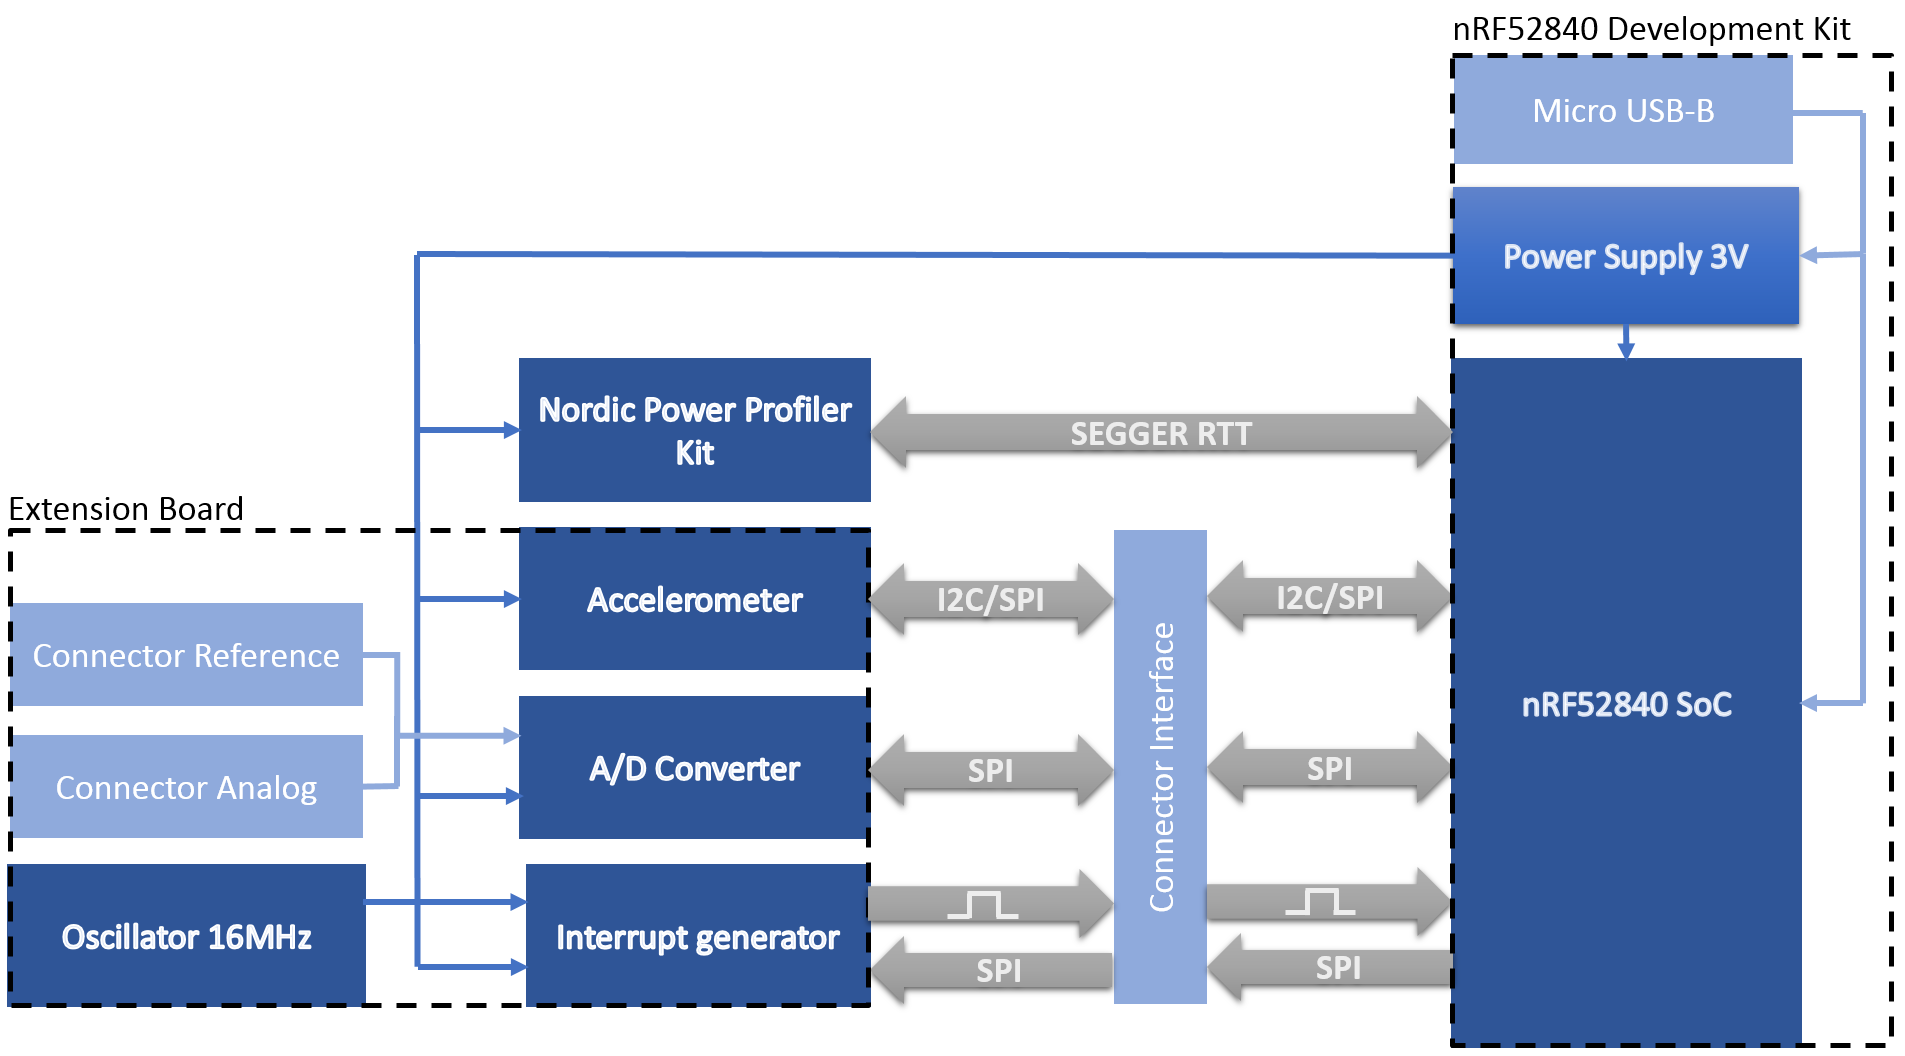 nRF52840 Development Kit
Micro USB-B
Power Supply 3V
Nordic Power Profiler
Kit
SEGGER RTT
Extension Board
Accelerometer
I2C/SPI
I2C/SPI
Connector Reference
Connector Interface
nRF52840 SoC
A/D Converter
SPI
SPI
Connector Analog
Oscillator 16MHz
Interrupt generator
SPI
SPI